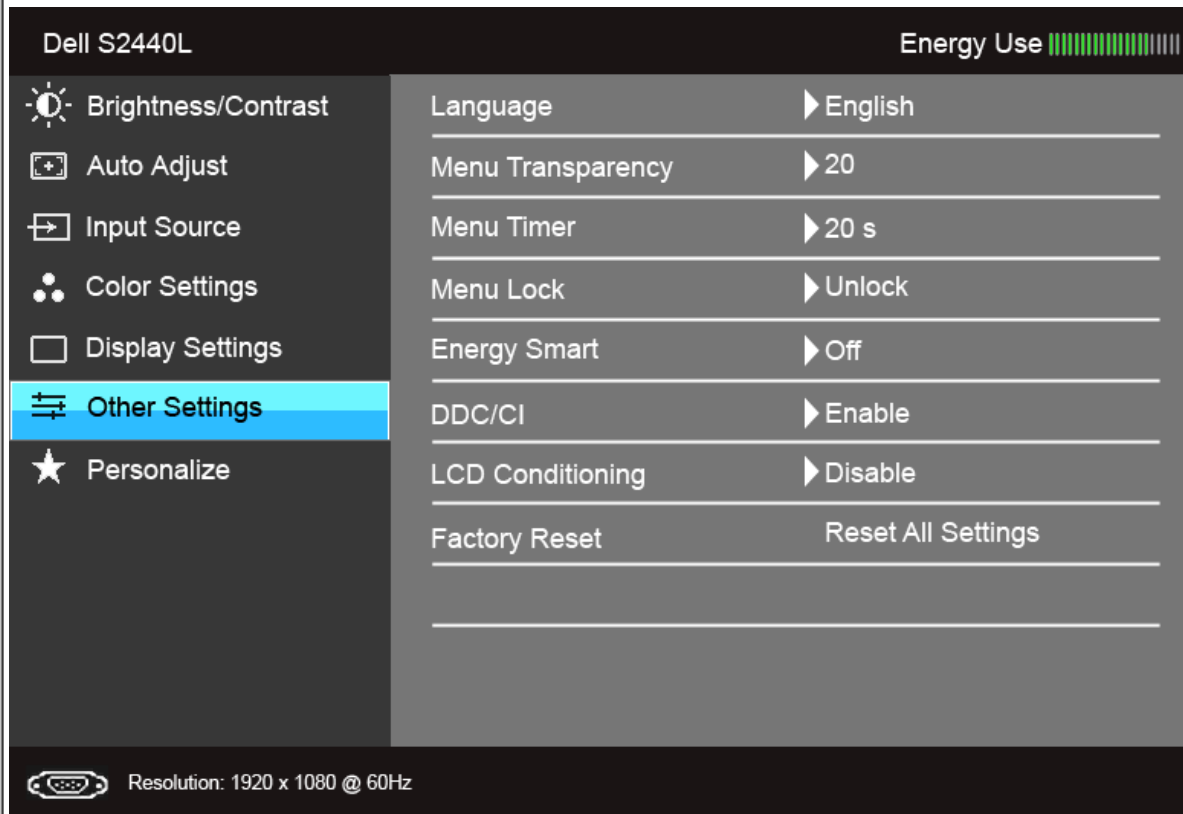 Dell S2440L Energy Use
Brightness/Contrast
Auto Adjust
Input Source
Color Settings
Display Settings
Other Settings
Personalize
Language English
Menu Transparency 20
Menu Timer 20 s
Menu Lock Unlock
Energy Smart Off
DDC/CI Enable
LCD Conditioning Disable
Factory Reset Reset All Settings
Resolution: 1920 x 1080 @ 60Hz